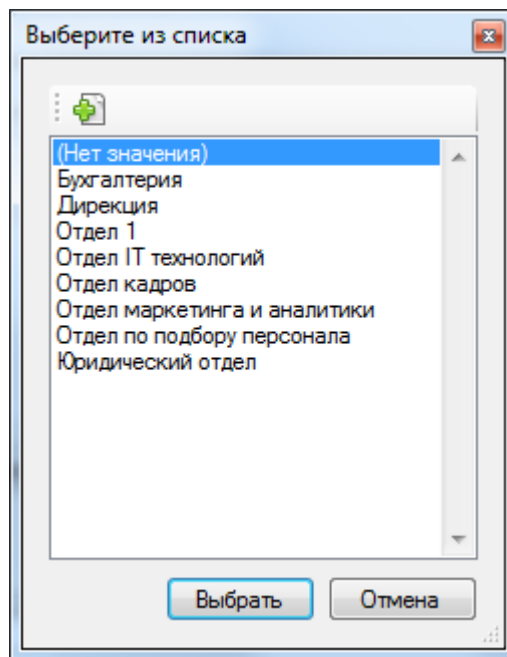 Выберите из списка
(Нет значения)
Бухгалтерия
Дирекция
Отдел 1
Отдел IT технологий
Отдел кадров
Отдел маркетинга и аналитики
Отдел по подбору персонала
Юридический отдел
Выбрать Отмена